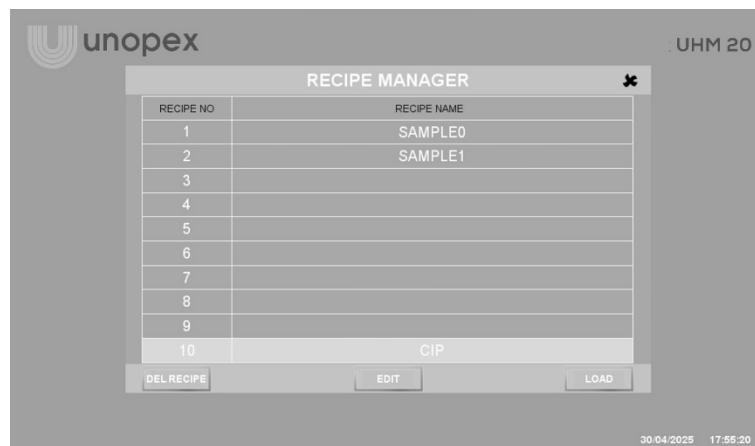 unopex
: UHM 20
RECIPE MANAGER
RECIPE NO RECIPE NAME
1 SAMPLE0
2 SAMPLE1
3
4
5
6
7
8
9
10 CIP
DEL RECIPE EDIT LOAD
30/04/2025 17:55:20